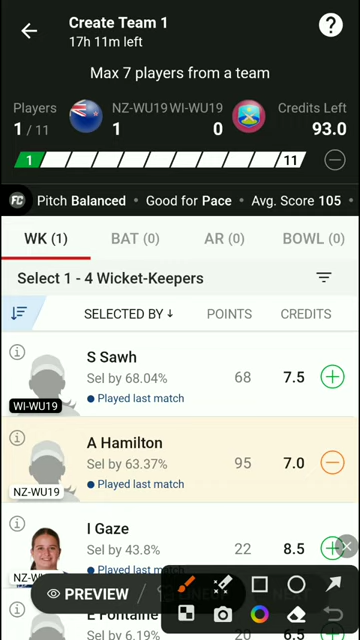 Create Team 1
17h 11m left
?
Max 7 players from a team
Players NZ-WU19 WI-WU19 Credits Left
1 / 11 1 0 93.0
1 11
FC Pitch Balanced • Good for Pace • Avg. Score 105 •
WK (1) BAT (0) AR (0) BOWL (0)
Select 1 - 4 Wicket-Keepers
SELECTED BY ↓ POINTS CREDITS
S Sawh
Sel by 68.04% 68 7.5
Played last match
WI-WU19
A Hamilton
Sel by 63.37% 95 7.0
Played last match
NZ-WU19
I Gaze
Sel by 43.8% 22 8.5
Played last match
PREVIEW
E Fontaine
Sel by 6.19% 20 6.5